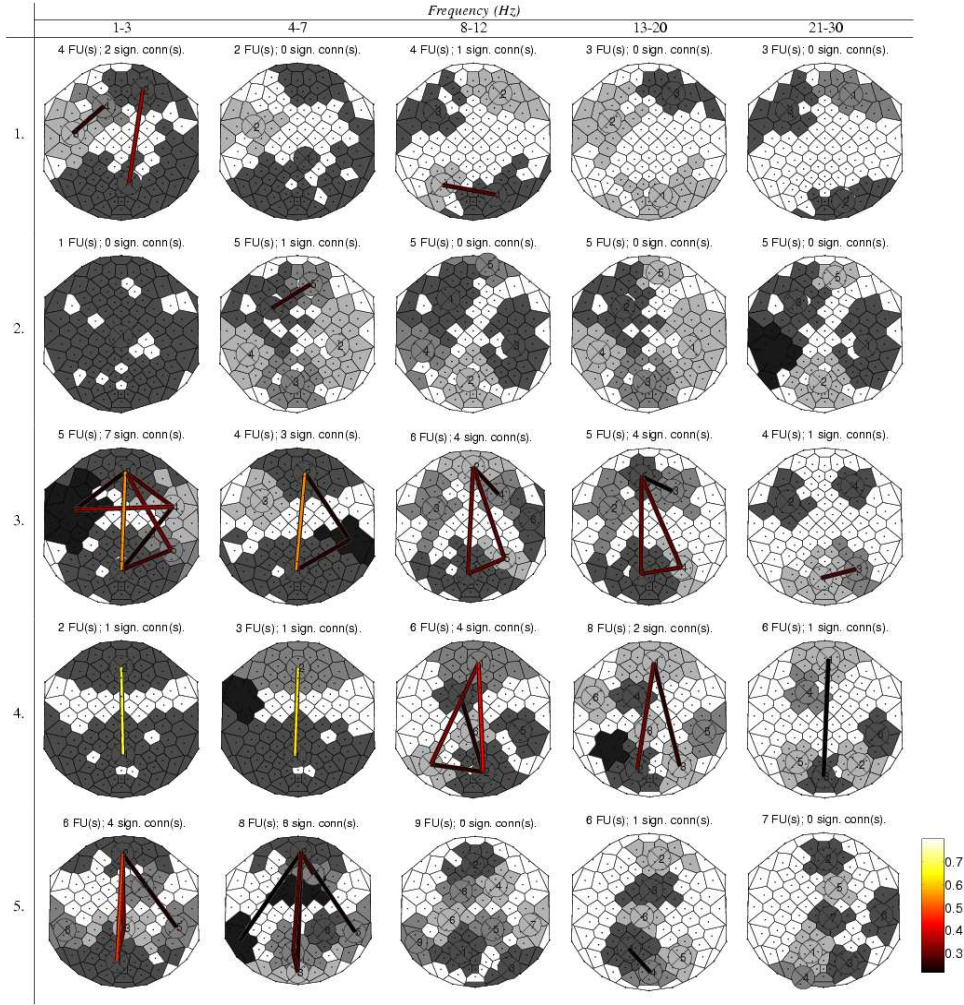 Frequency (Hz)
1-3 4-7 8-12 13-20 21-30
4 FU(s); 2 sign. conn(s). 2 FU(s); 0 sign. conn(s). 4 FU(s); 1 sign. conn(s). 3 FU(s); 0 sign. conn(s). 3 FU(s); 0 sign. conn(s).
1.
1 FU(s); 0 sign. conn(s). 5 FU(s); 1 sign. conn(s). 5 FU(s); 0 sign. conn(s). 5 FU(s); 0 sign. conn(s). 5 FU(s); 0 sign. conn(s).
2.
5 FU(s); 7 sign. conn(s). 4 FU(s); 3 sign. conn(s). 6 FU(s); 4 sign. conn(s). 5 FU(s); 4 sign. conn(s). 4 FU(s); 1 sign. conn(s).
3.
2 FU(s); 1 sign. conn(s). 3 FU(s); 1 sign. conn(s). 6 FU(s); 4 sign. conn(s). 8 FU(s); 2 sign. conn(s). 6 FU(s); 1 sign. conn(s).
4.
6 FU(s); 4 sign. conn(s). 8 FU(s); 6 sign. conn(s). 9 FU(s); 0 sign. conn(s). 6 FU(s); 1 sign. conn(s). 7 FU(s); 0 sign. conn(s).
5.
0.7
0.6
0.5
0.4
0.3